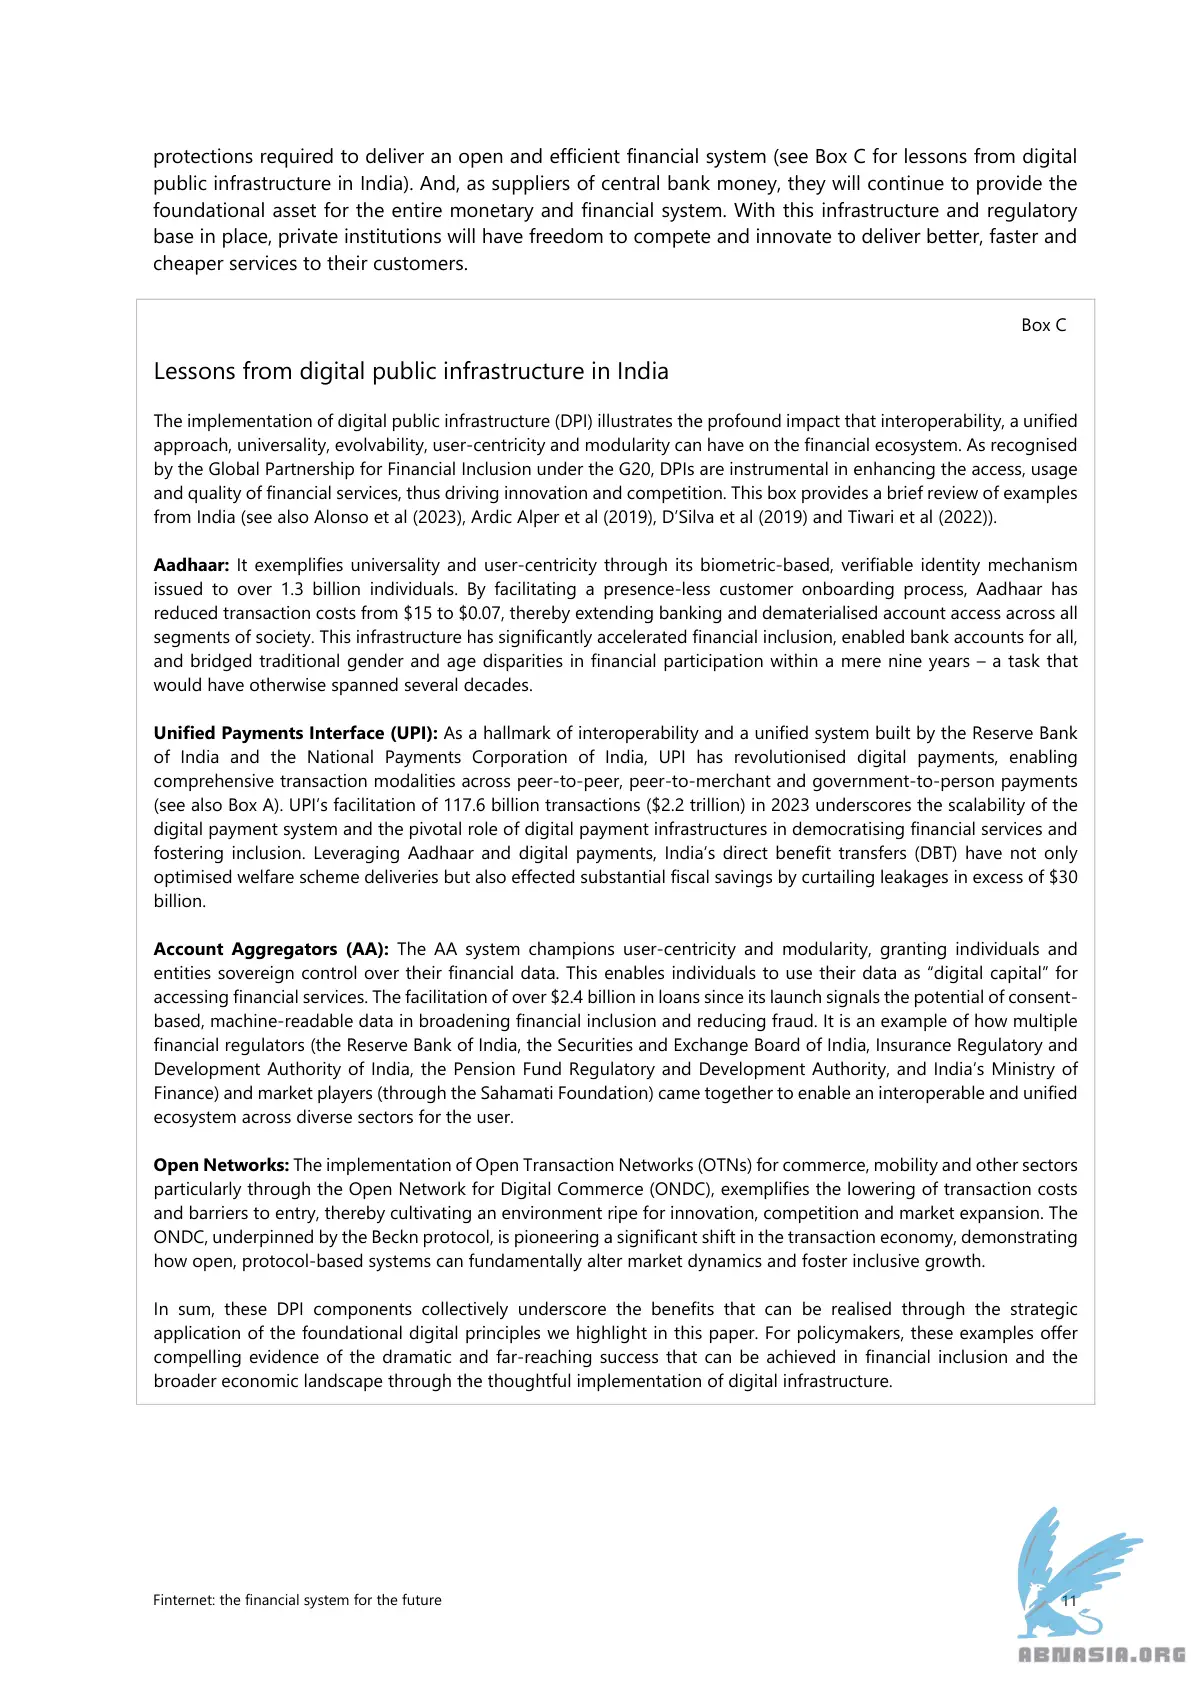 protections required to deliver an open and efficient financial system (see Box C for lessons from digital
public infrastructure in India). And, as suppliers of central bank money, they will continue to provide the
foundational asset for the entire monetary and financial system. With this infrastructure and regulatory
base in place, private institutions will have freedom to compete and innovate to deliver better, faster and
cheaper services to their customers.
Box C
Lessons from digital public infrastructure in India
The implementation of digital public infrastructure (DPI) illustrates the profound impact that interoperability, a unified
approach, universality, evolvability, user-centricity and modularity can have on the financial ecosystem. As recognised
by the Global Partnership for Financial Inclusion under the G20, DPIs are instrumental in enhancing the access, usage
and quality of financial services, thus driving innovation and competition. This box provides a brief review of examples
from India (see also Alonso et al (2023), Ardic Alper et al (2019), D’Silva et al (2019) and Tiwari et al (2022)).
Aadhaar: It exemplifies universality and user-centricity through its biometric-based, verifiable identity mechanism
issued to over 1.3 billion individuals. By facilitating a presence-less customer onboarding process, Aadhaar has
reduced transaction costs from $15 to $0.07, thereby extending banking and dematerialised account access across all
segments of society. This infrastructure has significantly accelerated financial inclusion, enabled bank accounts for all,
and bridged traditional gender and age disparities in financial participation within a mere nine years – a task that
would have otherwise spanned several decades.
Unified Payments Interface (UPI): As a hallmark of interoperability and a unified system built by the Reserve Bank
of India and the National Payments Corporation of India, UPI has revolutionised digital payments, enabling
comprehensive transaction modalities across peer-to-peer, peer-to-merchant and government-to-person payments
(see also Box A). UPI’s facilitation of 117.6 billion transactions ($2.2 trillion) in 2023 underscores the scalability of the
digital payment system and the pivotal role of digital payment infrastructures in democratising financial services and
fostering inclusion. Leveraging Aadhaar and digital payments, India’s direct benefit transfers (DBT) have not only
optimised welfare scheme deliveries but also effected substantial fiscal savings by curtailing leakages in excess of $30
billion.
Account Aggregators (AA): The AA system champions user-centricity and modularity, granting individuals and
entities sovereign control over their financial data. This enables individuals to use their data as “digital capital” for
accessing financial services. The facilitation of over $2.4 billion in loans since its launch signals the potential of consent-
based, machine-readable data in broadening financial inclusion and reducing fraud. It is an example of how multiple
financial regulators (the Reserve Bank of India, the Securities and Exchange Board of India, Insurance Regulatory and
Development Authority of India, the Pension Fund Regulatory and Development Authority, and India’s Ministry of
Finance) and market players (through the Sahamati Foundation) came together to enable an interoperable and unified
ecosystem across diverse sectors for the user.
Open Networks: The implementation of Open Transaction Networks (OTNs) for commerce, mobility and other sectors
particularly through the Open Network for Digital Commerce (ONDC), exemplifies the lowering of transaction costs
and barriers to entry, thereby cultivating an environment ripe for innovation, competition and market expansion. The
ONDC, underpinned by the Beckn protocol, is pioneering a significant shift in the transaction economy, demonstrating
how open, protocol-based systems can fundamentally alter market dynamics and foster inclusive growth.
In sum, these DPI components collectively underscore the benefits that can be realised through the strategic
application of the foundational digital principles we highlight in this paper. For policymakers, these examples offer
compelling evidence of the dramatic and far-reaching success that can be achieved in financial inclusion and the
broader economic landscape through the thoughtful implementation of digital infrastructure.
Finternet: the financial system for the future
11
ABNASIA.ORG